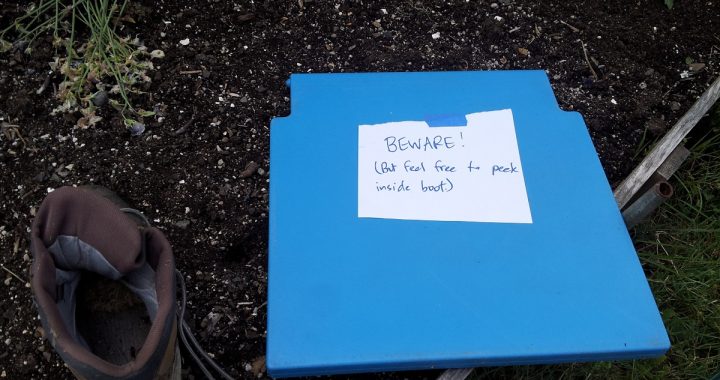 BEWARE!
(But feel free to peek
inside boot)